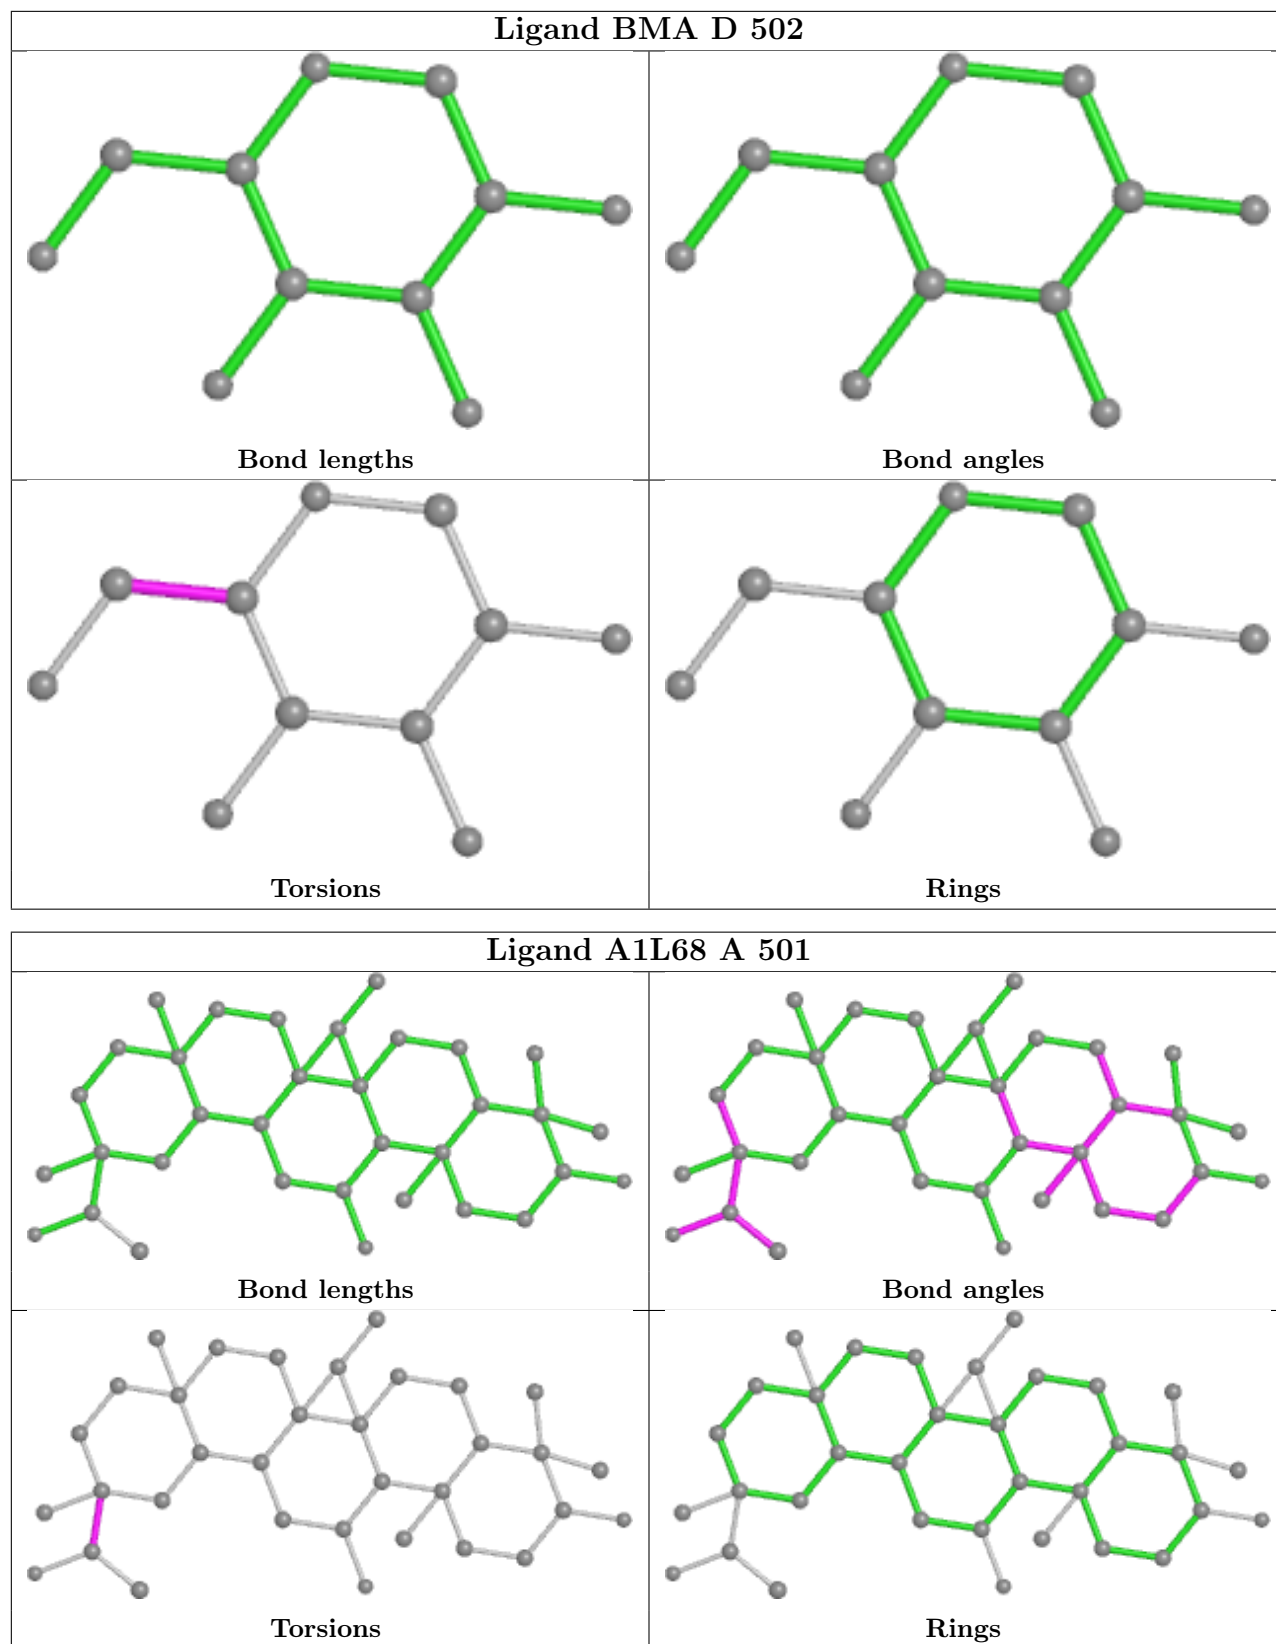 Ligand BMA D 502
Bond lengths
Bond angles
Torsions
Rings
Ligand A1L68 A 501
Bond lengths
Bond angles
Torsions
Rings